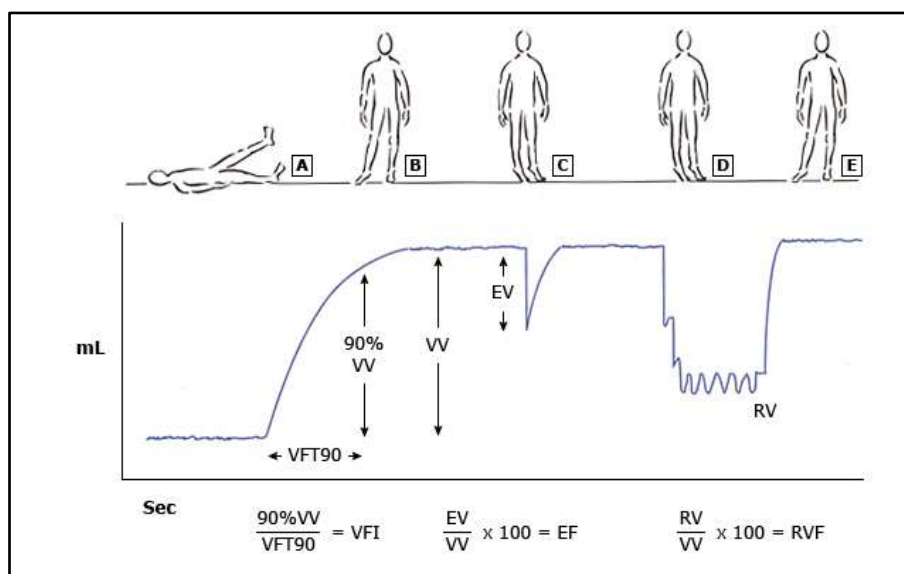 A
B
C
D
E
EV
90%
VV
VV
mL
RV
VFT90
Sec
90%VV
VFT90
= VFI
EV
VV
x 100 = EF
RV
VV
x 100 = RVF